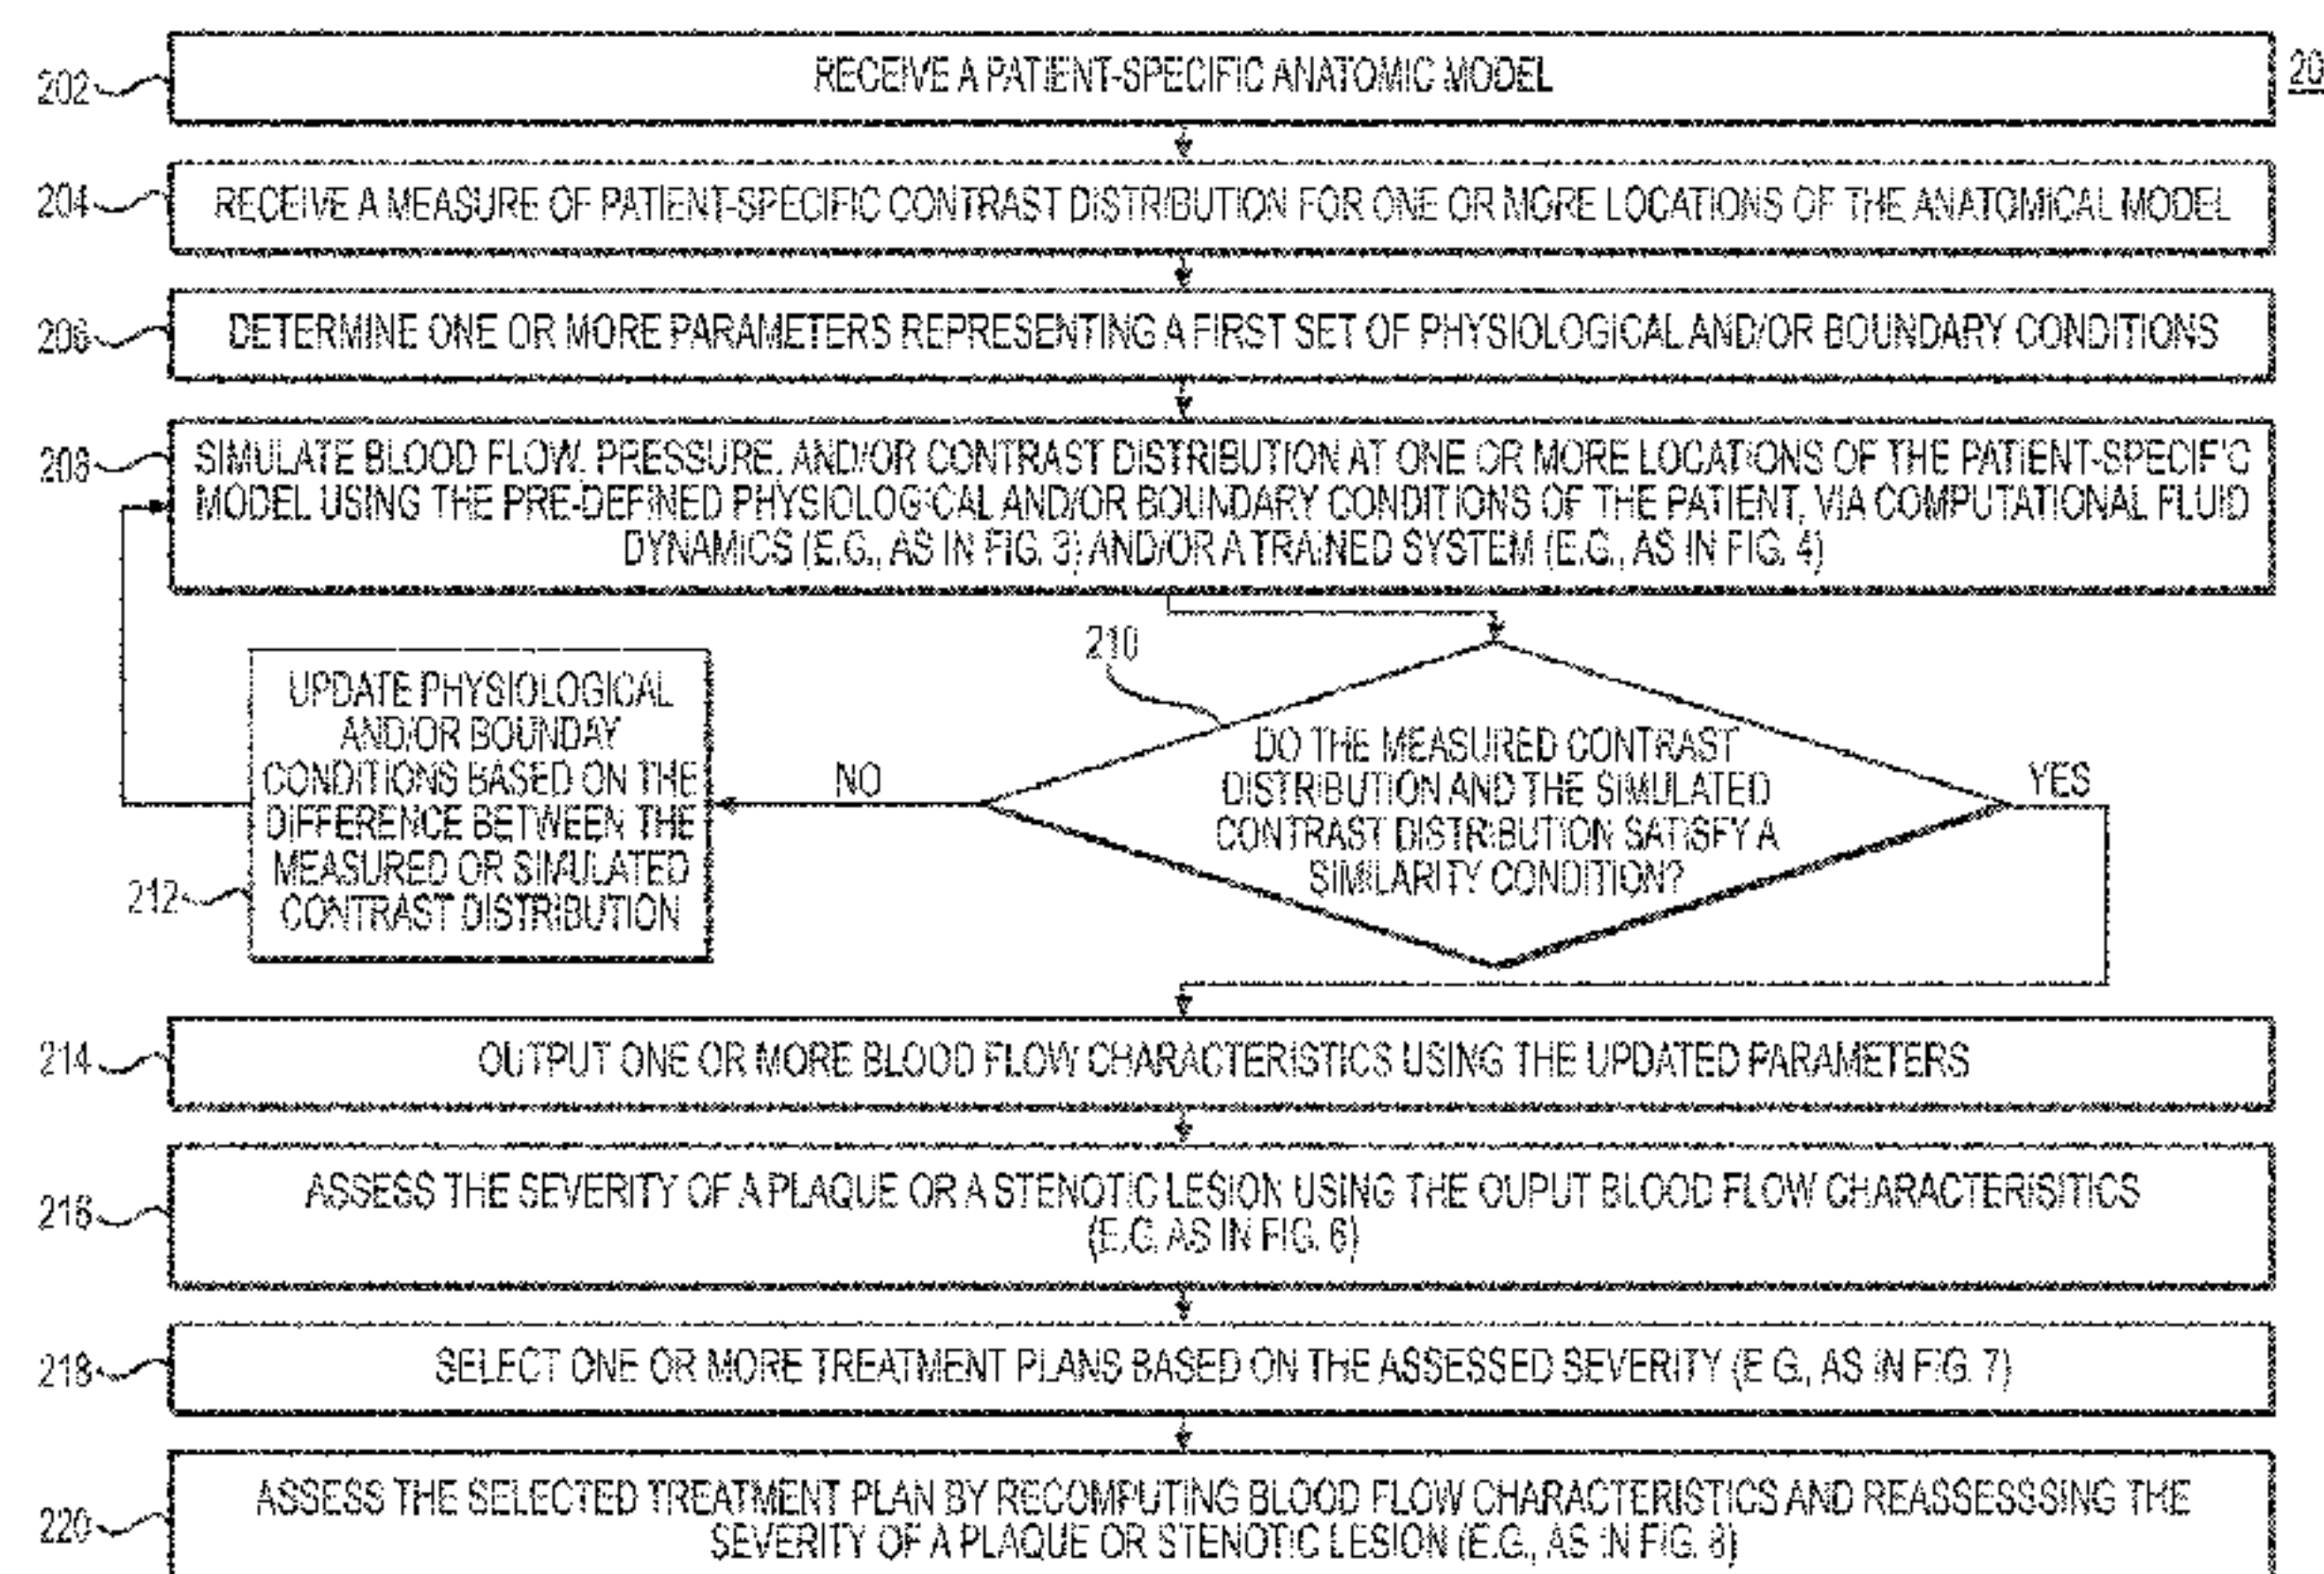 202
RECEIVE A PATIENT-SPECIFIC ANATOMIC MODEL
20
204
RECEIVE A MEASURE OF PATIENT-SPECIFIC CONTRAST DISTRIBUTION FOR ONE OR MORE LOCATIONS OF THE ANATOMICAL MODEL
206
DETERMINE ONE OR MORE PARAMETERS REPRESENTING A FIRST SET OF PHYSIOLOGICAL AND/OR BOUNDARY CONDITIONS
208
SIMULATE BLOOD FLOW, PRESSURE, AND/OR CONTRAST DISTRIBUTION AT ONE OR MORE LOCATIONS OF THE PATIENT-SPECIFIC
MODEL USING THE PRE-DEFINED PHYSIOLOGICAL AND/OR BOUNDARY CONDITIONS OF THE PATIENT, VIA COMPUTATIONAL FLUID
DYNAMICS (E.G., AS IN FIG. 3) AND/OR A TRAINED SYSTEM (E.G., AS IN FIG. 4)
210
DO THE MEASURED CONTRAST
DISTRIBUTION AND THE SIMULATED
CONTRAST DISTRIBUTION SATISFY A
SIMILARITY CONDITION?
NO
YES
UPDATE PHYSIOLOGICAL
AND/OR BOUNDAY
CONDITIONS BASED ON THE
DIFFERENCE BETWEEN THE
MEASURED OR SIMULATED
CONTRAST DISTRIBUTION
212
214
OUTPUT ONE OR MORE BLOOD FLOW CHARACTERISTICS USING THE UPDATED PARAMETERS
216
ASSESS THE SEVERITY OF A PLAQUE OR A STENOTIC LESION USING THE OUPUT BLOOD FLOW CHARACTERISITICS
(E.G. AS IN FIG. 6)
218
SELECT ONE OR MORE TREATMENT PLANS BASED ON THE ASSESSED SEVERITY (E.G., AS IN FIG. 7)
220
ASSESS THE SELECTED TREATMENT PLAN BY RECOMPUTING BLOOD FLOW CHARACTERISTICS AND REASSESSSING THE
SEVERITY OF A PLAQUE OR STENOTIC LESION (E.G., AS IN FIG. 8)